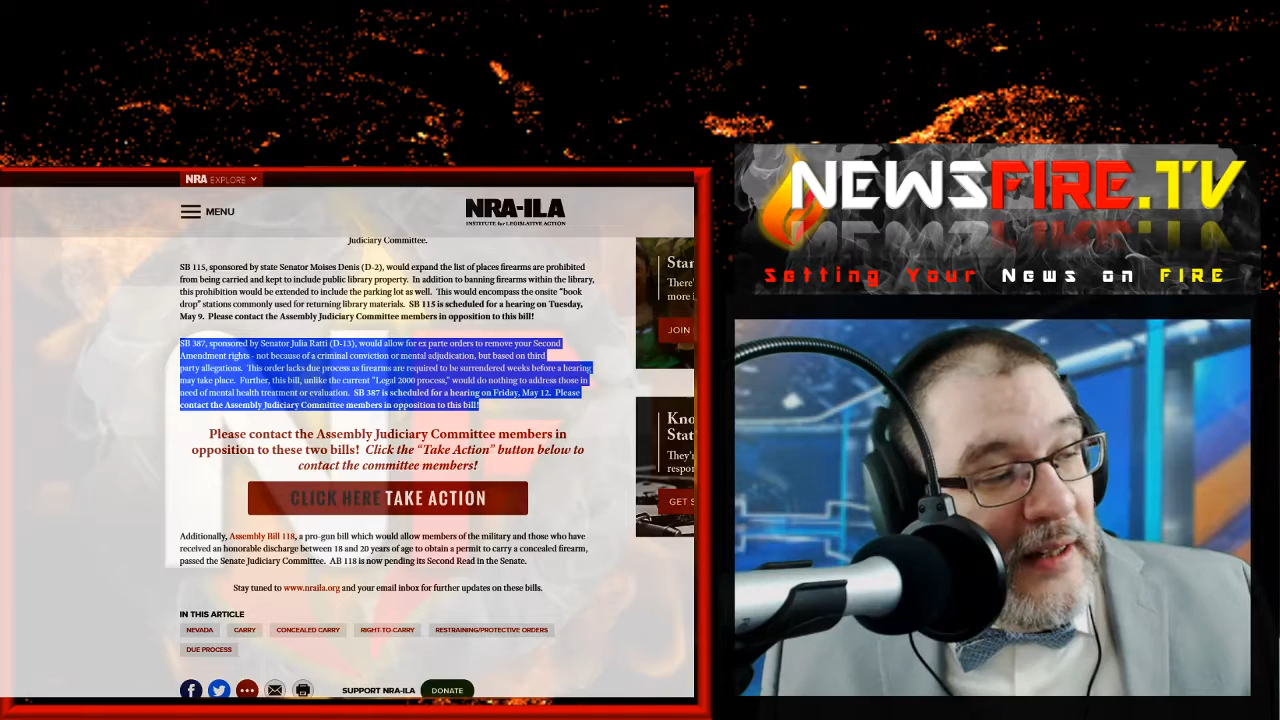 NRA EXPLORE
MENU
NRA-ILA
INSTITUTE for LEGISLATIVE ACTION
Judiciary Committee.
SB 115, sponsored by state Senator Moises Denis (D-2), would expand the list of places firearms are prohibited
from being carried and kept to include public library property.  In addition to banning firearms within the library,
this prohibition would be extended to include the parking lot as well.  This would encompass the onsite "book
drop" stations commonly used for returning library materials.  SB 115 is scheduled for a hearing on Tuesday,
May 9.  Please contact the Assembly Judiciary Committee members in opposition to this bill!
SB 387, sponsored by Senator Julia Ratti (D-13), would allow for ex parte orders to remove your Second
Amendment rights - not because of a criminal conviction or mental adjudication, but based on third
party allegations.  This order lacks due process as firearms are required to be surrendered weeks before a hearing
may take place.  Further, this bill, unlike the current "Legal 2000 process," would do nothing to address those in
need of mental health treatment or evaluation.  SB 387 is scheduled for a hearing on Friday, May 12.  Please
contact the Assembly Judiciary Committee members in opposition to this bill!
Please contact the Assembly Judiciary Committee members in
opposition to these two bills!  Click the “Take Action” button below to
contact the committee members!
CLICK HERE TAKE ACTION
Additionally, Assembly Bill 118, a pro-gun bill which would allow members of the military and those who have
received an honorable discharge between 18 and 20 years of age to obtain a permit to carry a concealed firearm,
passed the Senate Judiciary Committee.  AB 118 is now pending its Second Read in the Senate.
Stay tuned to www.nraila.org and your email inbox for further updates on these bills.
IN THIS ARTICLE
NEVADA CARRY CONCEALED CARRY RIGHT-TO-CARRY RESTRAINING/PROTECTIVE ORDERS
DUE PROCESS
SUPPORT NRA-ILA DONATE
There'
more i
JOIN
They'r
respor
GET S
NEWSFIRE.TV
Setting Your News on FIRE